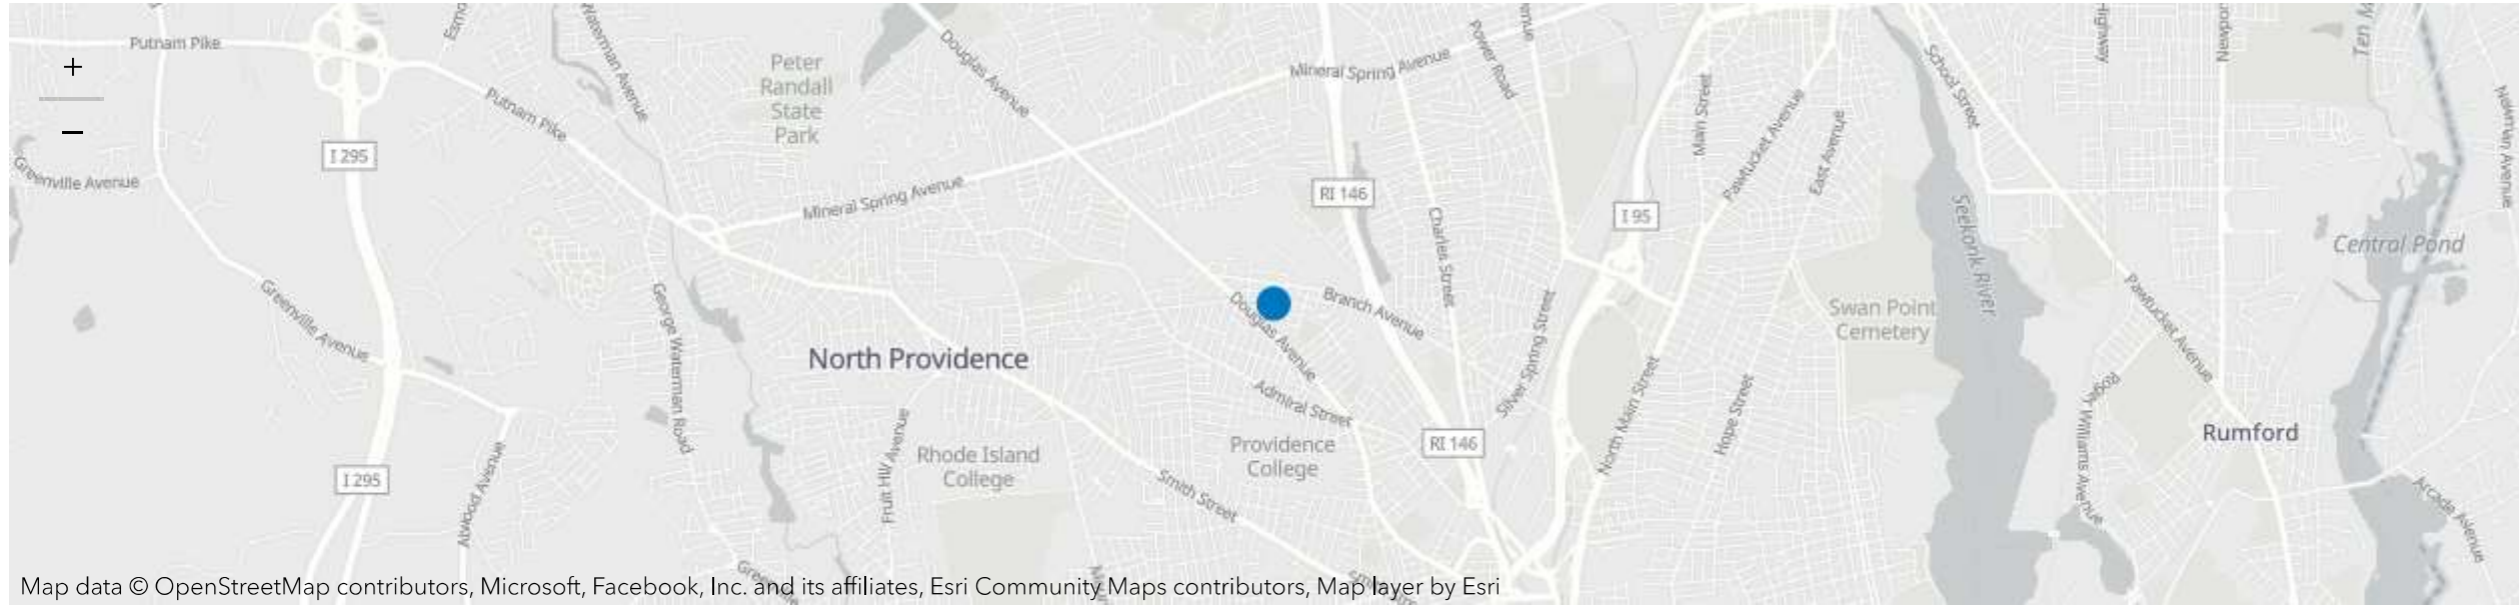 Putnam Pike
+
−
Greenville Avenue
I 295
Putnam Pike
Waterman Avenue
Peter
Randall
State
Park
Douglas Avenue
Mineral Spring Avenue
Mineral Spring Avenue
Power Road
RI 146
Charles Street
I 95
Main Street
Pawtucket Avenue
East Avenue
School Street
Highway
Seekonk River
Central Pond
Newman Avenue
Greenville Avenue
George Waterman Road
North Providence
Douglas Avenue
Branch Avenue
Admiral Street
Silver Spring Street
Swan Point
Cemetery
Pawtucket Avenue
Roger Williams Avenue
Rumford
North Main Street
Hope Street
RI 146
Providence
College
Rhode Island
College
Fruit Hill Avenue
Smith Street
I 295
Atwood Avenue
Arcade Avenue
Map data © OpenStreetMap contributors, Microsoft, Facebook, Inc. and its affiliates, Esri Community Maps contributors, Map layer by Esri